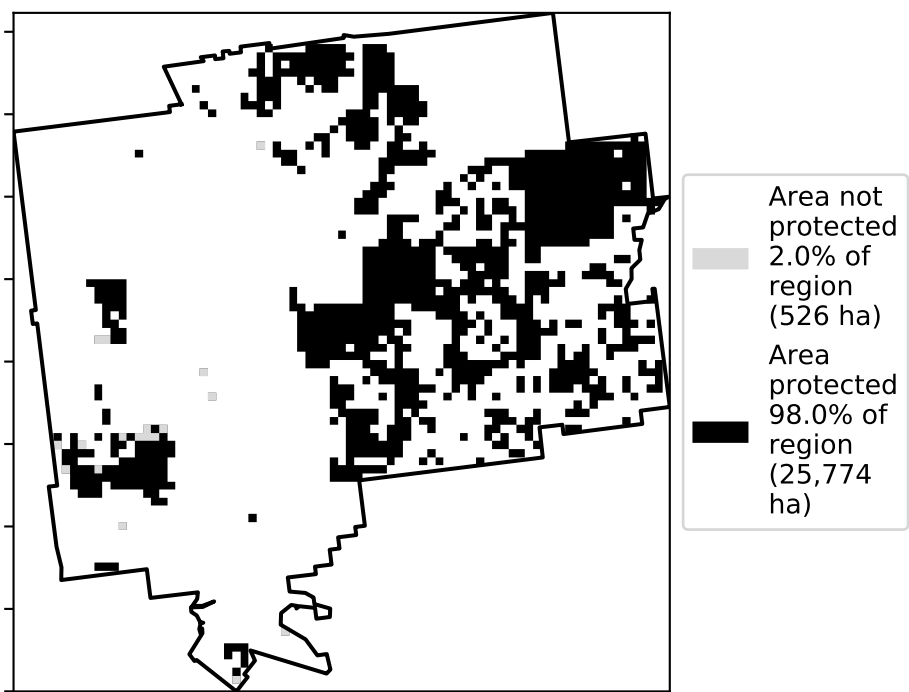 Area not
protected
2.0% of
region
(526 ha)
Area
protected
98.0% of
region
(25,774
ha)